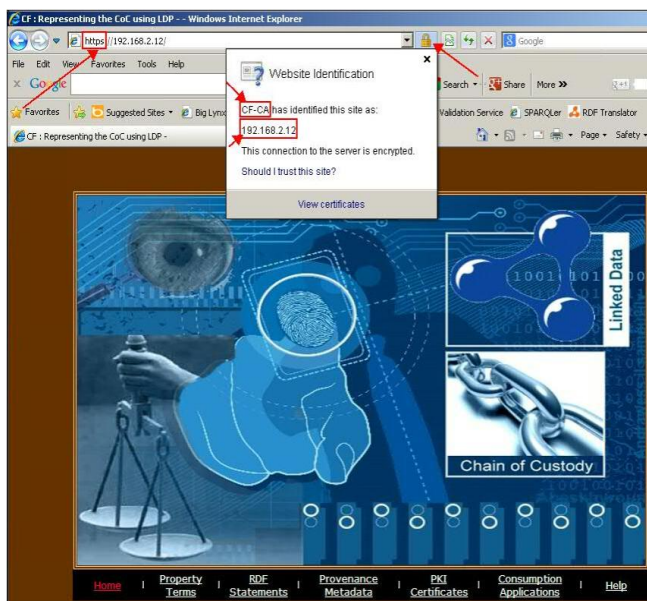 CF : Representing the CoC using LDP - - Windows Internet Explorer
https://192.168.2.12/
Google
File Edit View Favorites Tools Help
x Google
Search
Share More »
Favorites
Suggested Sites
Validation Service SPARQLer RDF Translator
CF : Representing the CoC using LDP -
Page Safety
x
Website Identification
CF-CA has identified this site as:
192.168.2.12
This connection to the server is encrypted.
Should I trust this site?
View certificates
1001 101
Linked Data
Chain of Custody
Home | Property Terms | RDF Statements | Provenance Metadata | PKI Certificates | Consumption Applications | Help